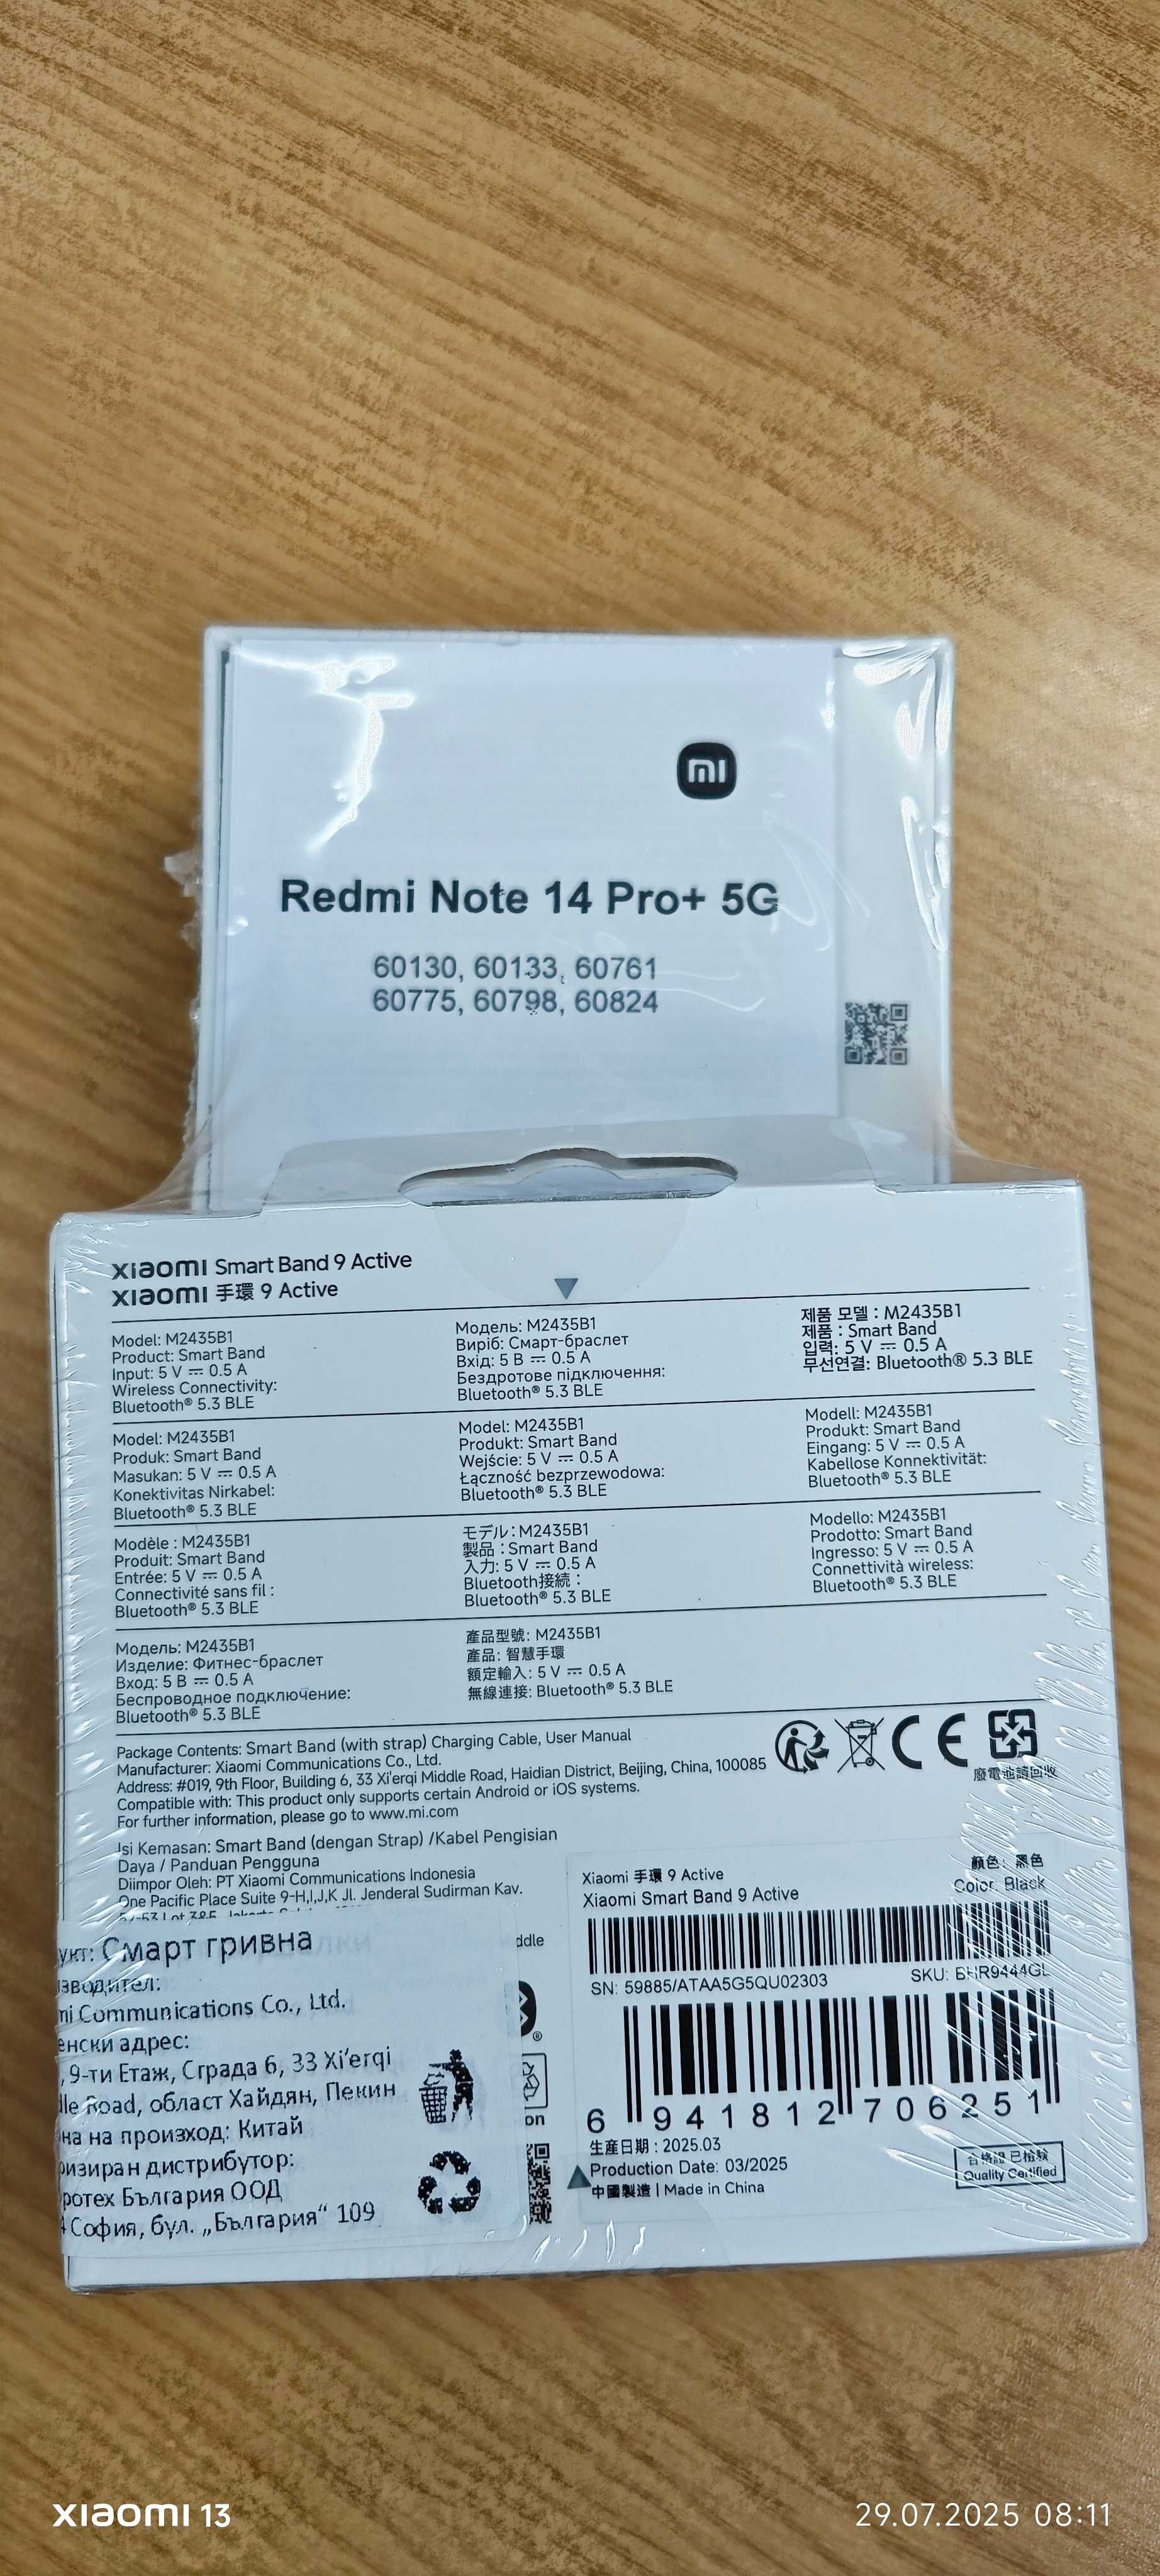 Redmi Note 14 Pro+ 5G
60130, 60133, 60761
60775, 60798, 60824
xiaomi Smart Band 9 Active
xiaomi 手環 9 Active
Model: M2435B1
Product: Smart Band
Input: 5 V ⎓ 0.5 A
Wireless Connectivity:
Bluetooth® 5.3 BLE
Модель: M2435B1
Виріб: Смарт-браслет
Вхід: 5 В ⎓ 0.5 A
Бездротове підключення:
Bluetooth® 5.3 BLE
제품 모델 : M2435B1
제품 : Smart Band
입력: 5 V ⎓ 0.5 A
무선연결: Bluetooth® 5.3 BLE
Model: M2435B1
Produk: Smart Band
Masukan: 5 V ⎓ 0.5 A
Konektivitas Nirkabel:
Bluetooth® 5.3 BLE
Model: M2435B1
Produkt: Smart Band
Wejście: 5 V ⎓ 0.5 A
Łączność bezprzewodowa:
Bluetooth® 5.3 BLE
Modell: M2435B1
Produkt: Smart Band
Eingang: 5 V ⎓ 0.5 A
Kabellose Konnektivität:
Bluetooth® 5.3 BLE
Modèle : M2435B1
Produit: Smart Band
Entrée: 5 V ⎓ 0.5 A
Connectivité sans fil :
Bluetooth® 5.3 BLE
モデル：M2435B1
製品：Smart Band
入力：5 V ⎓ 0.5 A
Bluetooth接続：
Bluetooth® 5.3 BLE
Modello: M2435B1
Prodotto: Smart Band
Ingresso: 5 V ⎓ 0.5 A
Connettività wireless:
Bluetooth® 5.3 BLE
Модель: M2435B1
Изделие: Фитнес-браслет
Вход: 5 В ⎓ 0.5 A
Беспроводное подключение:
Bluetooth® 5.3 BLE
產品型號: M2435B1
產品: 智慧手環
額定輸入: 5 V ⎓ 0.5 A
無線連接: Bluetooth® 5.3 BLE
Package Contents: Smart Band (with strap) Charging Cable, User Manual
Manufacturer: Xiaomi Communications Co., Ltd.
Address: #019, 9th Floor, Building 6, 33 Xi'erqi Middle Road, Haidian District, Beijing, China, 100085
Compatible with: This product only supports certain Android or iOS systems.
For further information, please go to www.mi.com
CE
廢電池請回收
Isi Kemasan: Smart Band (dengan Strap) /Kabel Pengisian
Daya / Panduan Pengguna
Diimpor Oleh: PT Xiaomi Communications Indonesia
One Pacific Place Suite 9-H,I,J,K Jl. Jenderal Sudirman Kav.
укт: Смарт гривна
зводител:
mi Communications Co., Ltd.
енски адрес:
, 9-ти Етаж, Сграда 6, 33 Xi'erqi
dle Road, област Хайдян, Пекин
на на произход: Китай
ризиран дистрибутор:
ротех България ООД
София, бул. „България“ 109
ddle
on
Xiaomi 手環 9 Active
Xiaomi Smart Band 9 Active
顏色: 黑色
Color: Black
SN: 59885/ATAA5G5QU02303
SKU: BHR9444GL
6 941812 706251
生產日期 : 2025.03
Production Date: 03/2025
中國製造 | Made in China
合格證 已檢驗
Quality Certified
xiaomi 13
29.07.2025 08:11